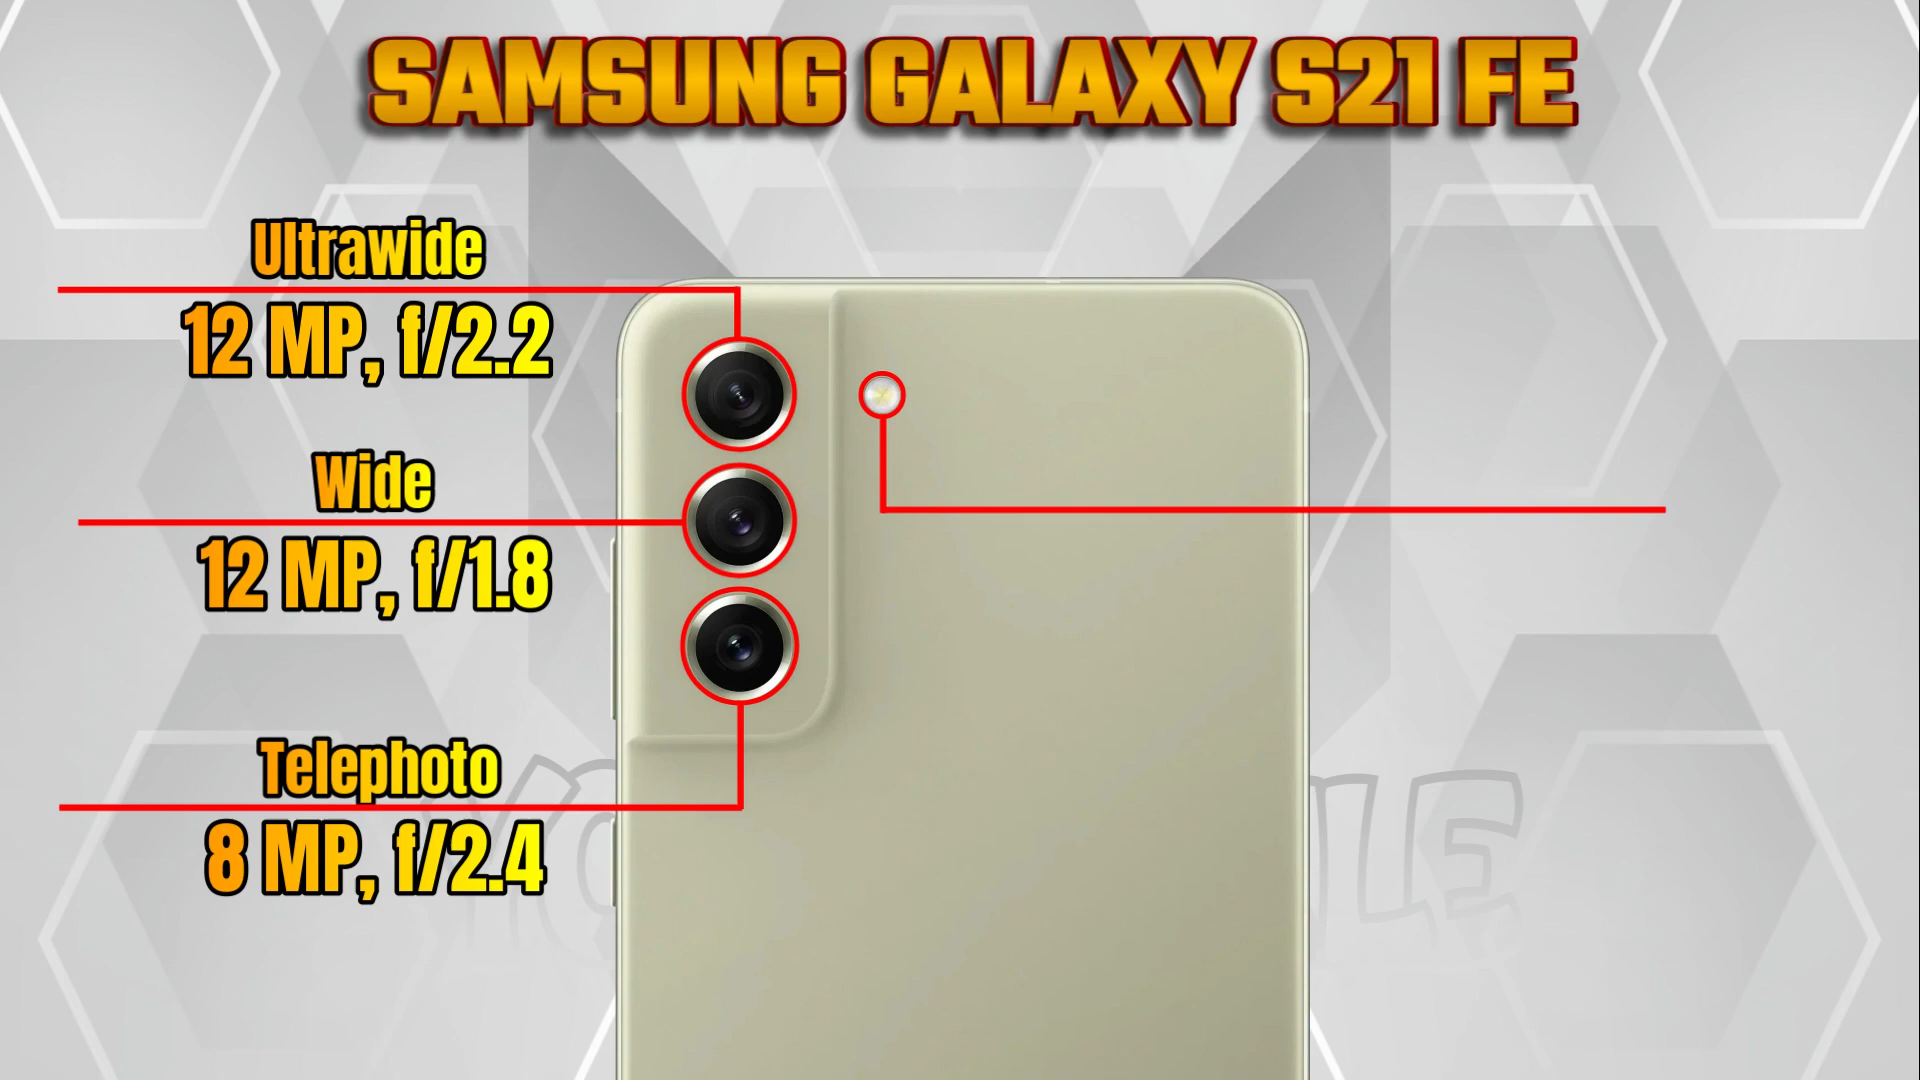 SAMSUNG GALAXY S21 FE
Ultrawide
12 MP, f/2.2
Wide
12 MP, f/1.8
Telephoto
8 MP, f/2.4